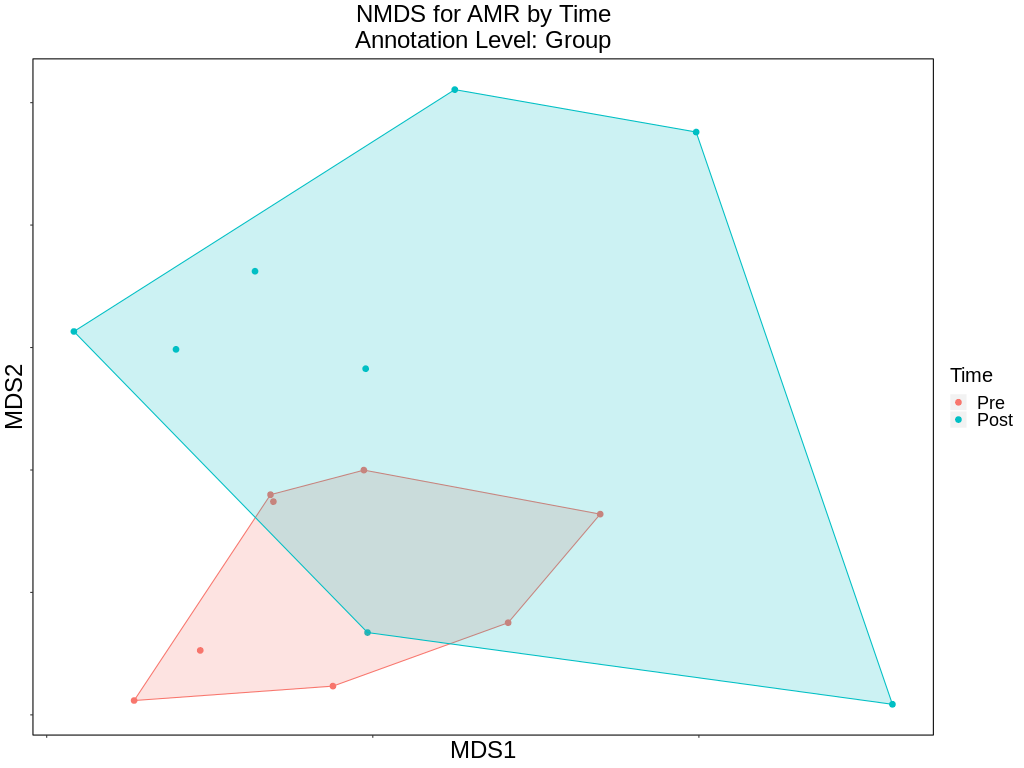 NMDS for AMR by Time
Annotation Level: Group
MDS2
Time
Pre
Post
MDS1